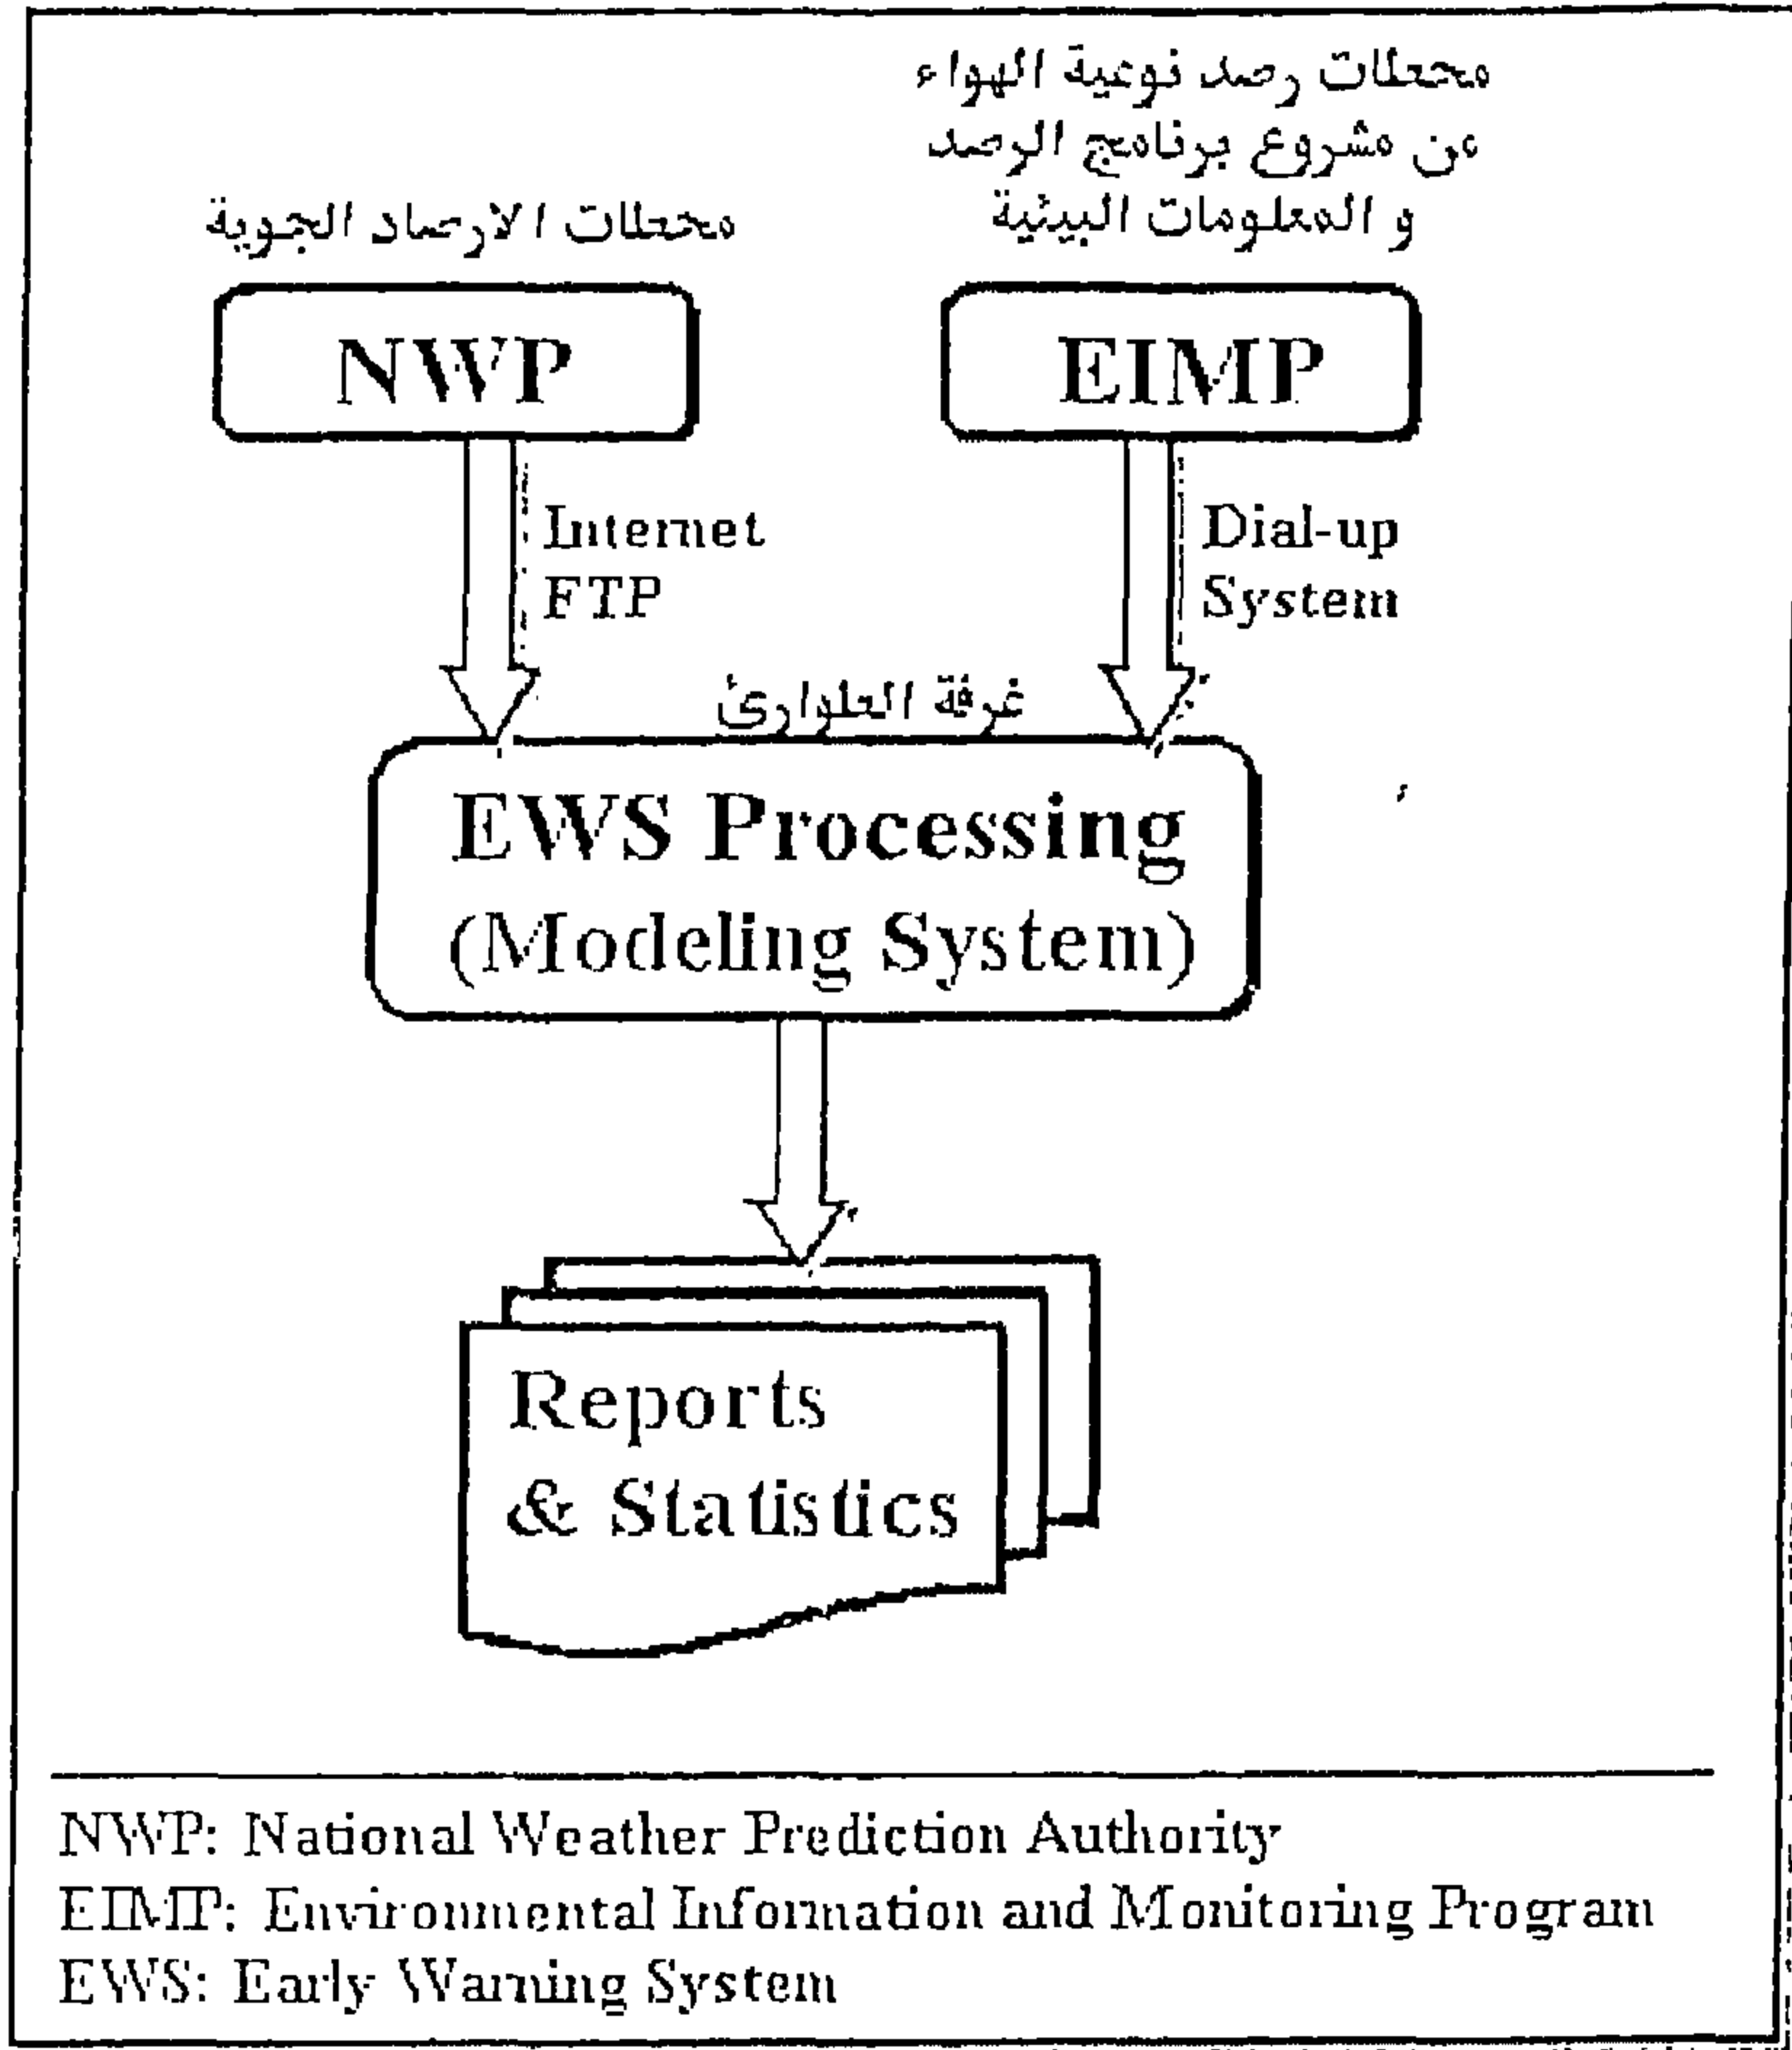 محطات رصد نوعية الهواء
عن مشروع برنامج الرصد
و المعلومات البيئية
محطات الارصاد الجوية
NWP
EIMP
Internet
FTP
Dial-up
System
غرفة الطوارئ
EWS Processing
(Modeling System)
Reports
& Statistics
NWP: National Weather Prediction Authority
EIMP: Environmental Information and Monitoring Program
EWS: Early Warning System